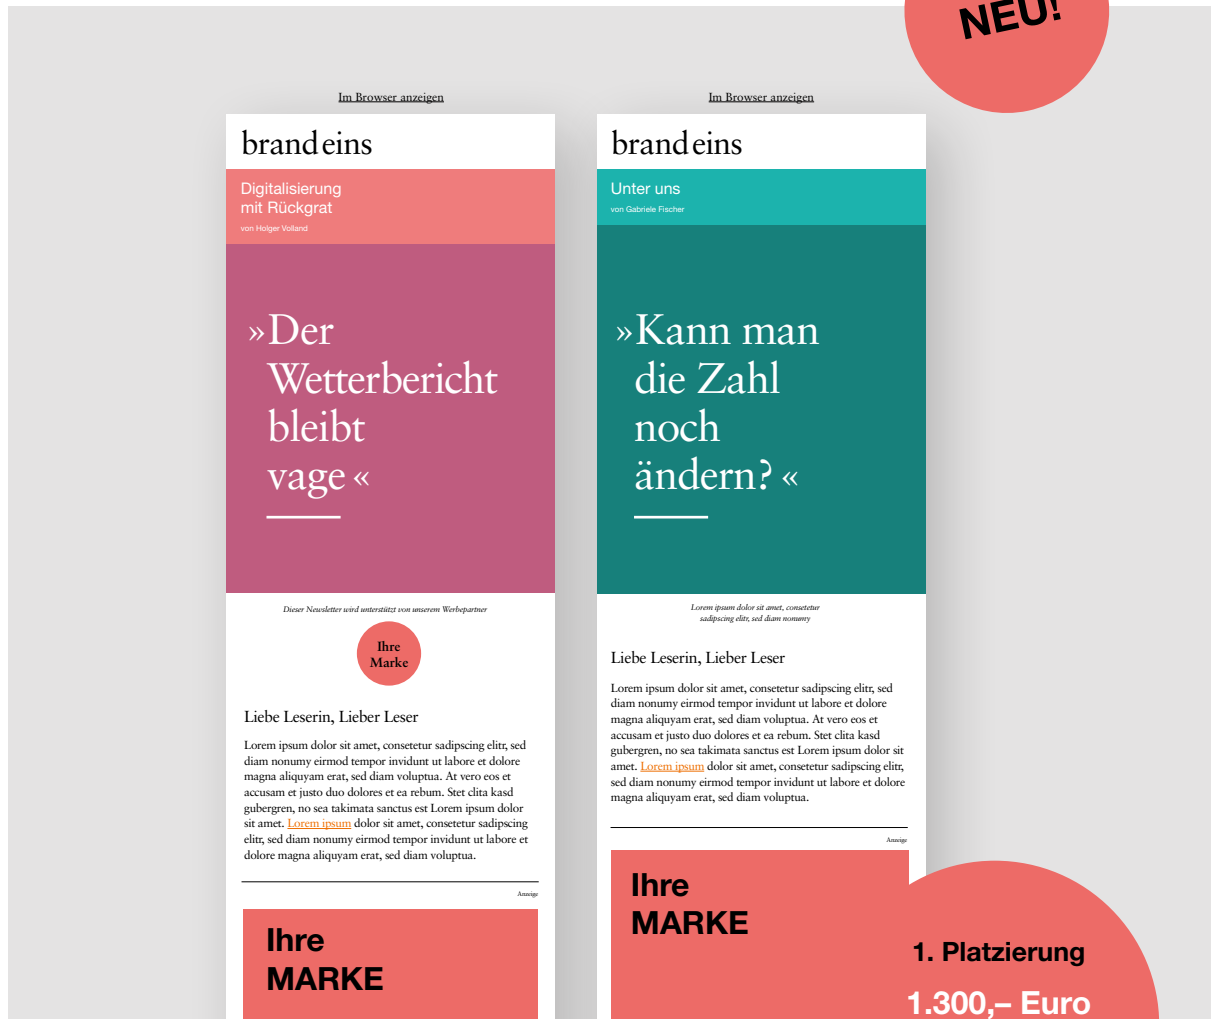 NEU!
Im Browser anzeigen
brand eins
Digitalisierung
mit Rückgrat
von Holger Volland
»Der
Wetterbericht
bleibt
vage «
Dieser Newsletter wird unterstützt von unserem Werbepartner
Ihre
Marke
Liebe Leserin, Lieber Leser
Lorem ipsum dolor sit amet, consetetur sadipscing elitr, sed
diam nonumy eirmod tempor invidunt ut labore et dolore
magna aliquyam erat, sed diam voluptua. At vero eos et
accusam et justo duo dolores et ea rebum. Stet clita kasd
gubergren, no sea takimata sanctus est Lorem ipsum dolor
sit amet. Lorem ipsum dolor sit amet, consetetur sadipscing
elitr, sed diam nonumy eirmod tempor invidunt ut labore et
dolore magna aliquyam erat, sed diam voluptua.
Anzeige
Ihre
MARKE
Im Browser anzeigen
brand eins
Unter uns
von Gabriele Fischer
»Kann man
die Zahl
noch
ändern? «
Lorem ipsum dolor sit amet, consetetur
sadipscing elitr, sed diam nonumy
Liebe Leserin, Lieber Leser
Lorem ipsum dolor sit amet, consetetur sadipscing elitr, sed
diam nonumy eirmod tempor invidunt ut labore et dolore
magna aliquyam erat, sed diam voluptua. At vero eos et
accusam et justo duo dolores et ea rebum. Stet clita kasd
gubergren, no sea takimata sanctus est Lorem ipsum dolor sit
amet. Lorem ipsum dolor sit amet, consetetur sadipscing elitr,
sed diam nonumy eirmod tempor invidunt ut labore et dolore
magna aliquyam erat, sed diam voluptua.
Anzeige
Ihre
MARKE
1. Platzierung
1.300,– Euro